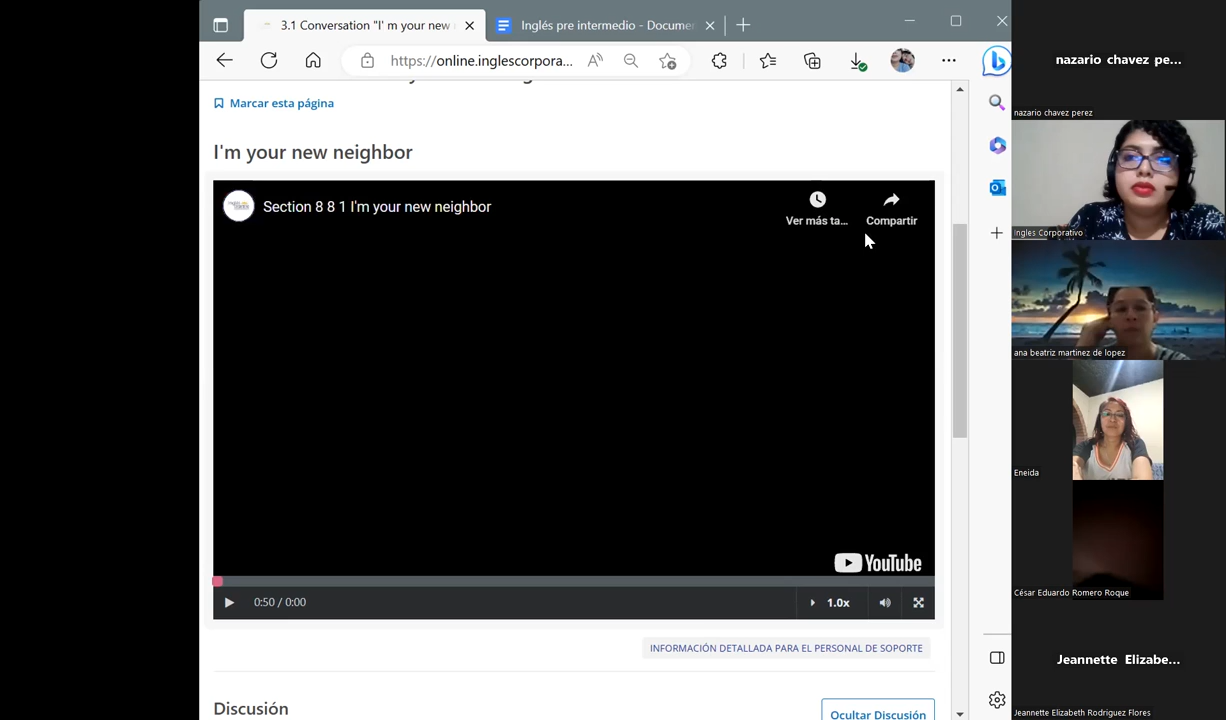 3.1 Conversation "I' m your new
Inglés pre intermedio - Docume
https://online.inglescorpora...
Marcar esta página
I'm your new neighbor
Section 8 8 1 I'm your new neighbor
Ver más ta...
Compartir
YouTube
0:50 / 0:00
1.0x
INFORMACIÓN DETALLADA PARA EL PERSONAL DE SOPORTE
Discusión
Ocultar Discusión
nazario chavez pe...
nazario chavez perez
Ingles Corporativo
ana beatriz martinez de lopez
Eneida
César Eduardo Romero Roque
Jeannette Elizabe...
Jeannette Elizabeth Rodriguez Flores